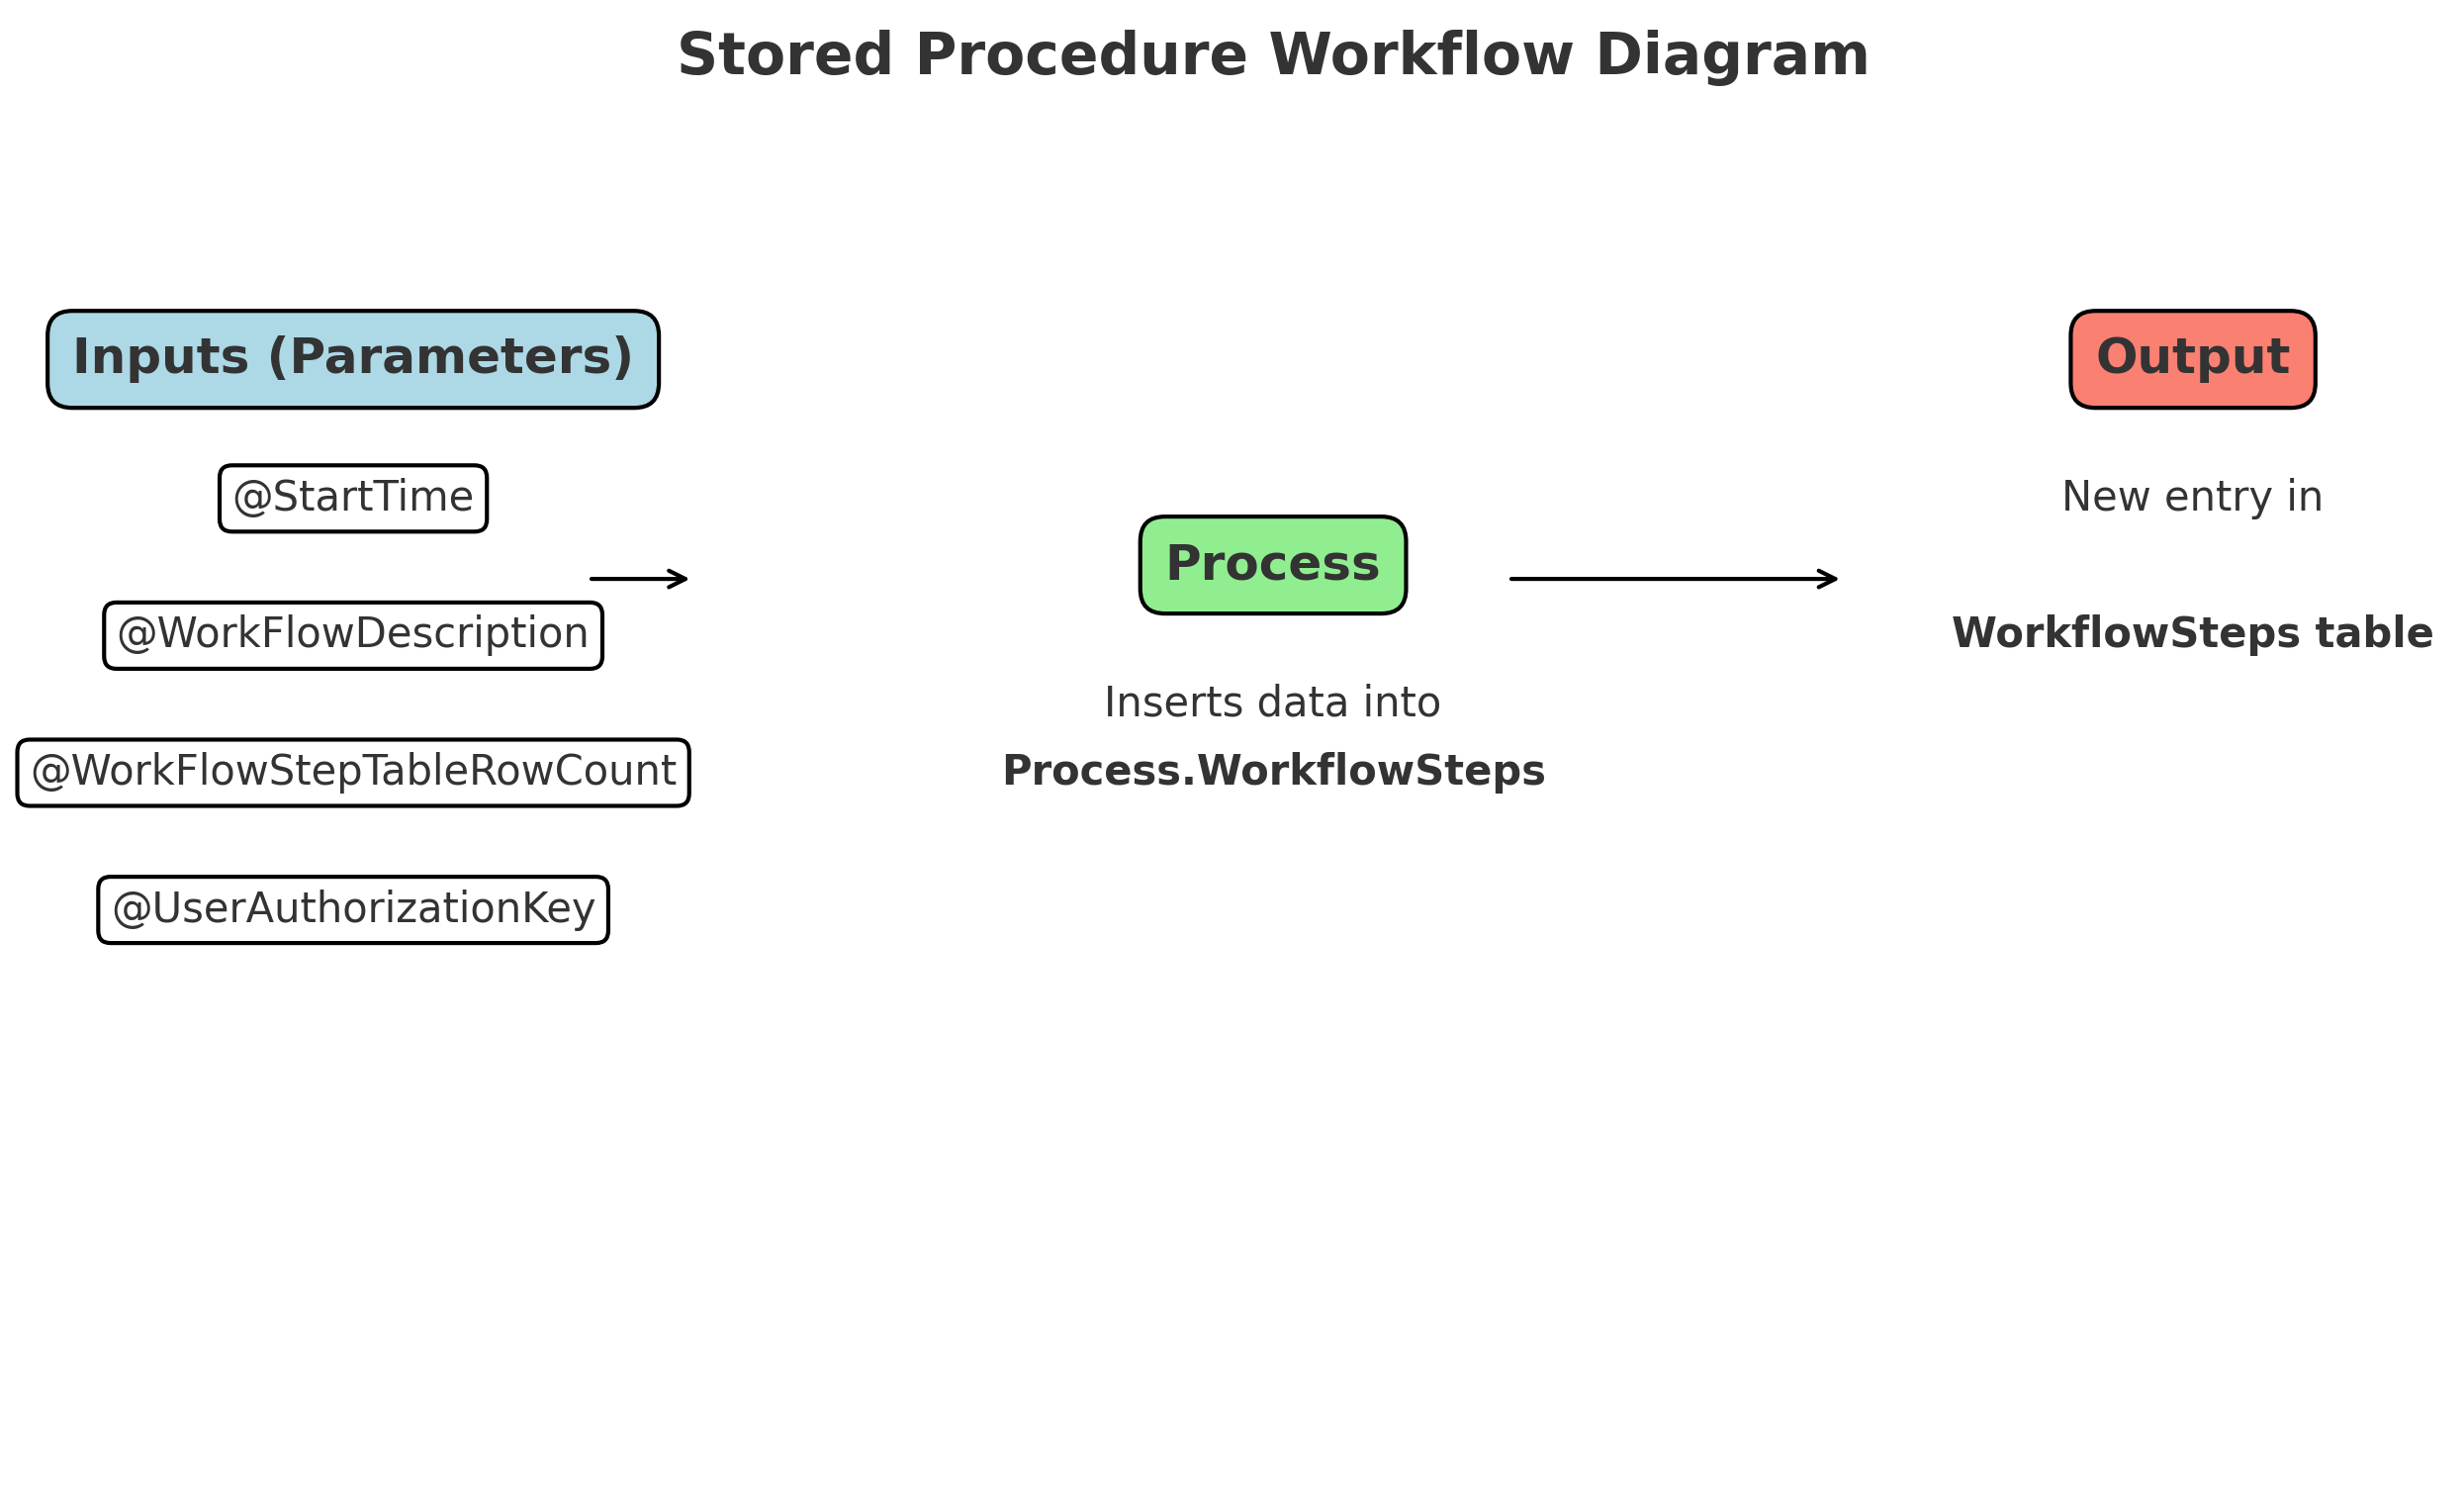 Stored Procedure Workflow Diagram
Inputs (Parameters)
@StartTime
@WorkFlowDescription
@WorkFlowStepTableRowCount
@UserAuthorizationKey
Process
Inserts data into
Process.WorkflowSteps
Output
New entry in
WorkflowSteps table